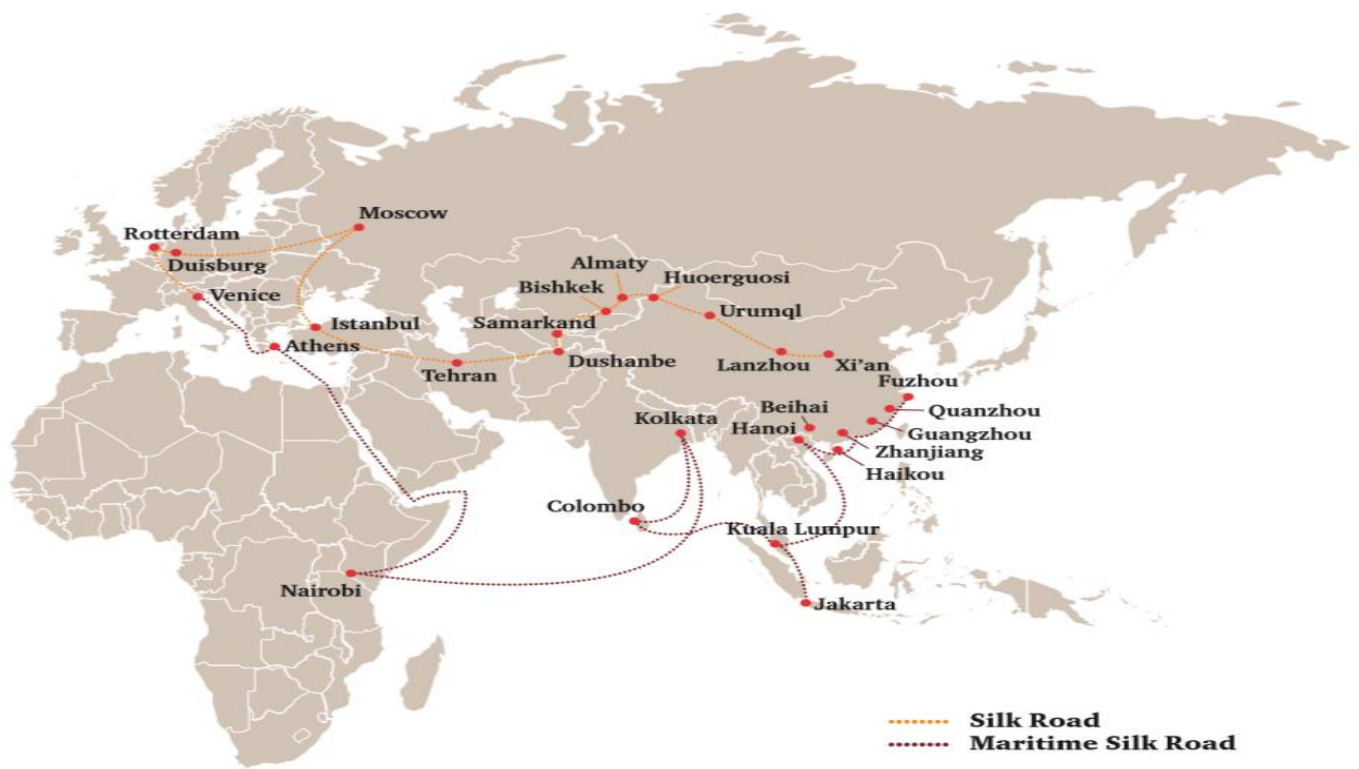 Moscow
Rotterdam
Duisburg
Almaty
Huoerguosi
Bishkek
Venice
Urumql
Istanbul
Samarkand
Athens
Dushanbe
Lanzhou
Xi'an
Tehran
Fuzhou
Beihai
Quanzhou
Kolkata
Hanoi
Guangzhou
Zhanjiang
Haikou
Colombo
Kuala Lumpur
Nairobi
Jakarta
Silk Road
Maritime Silk Road